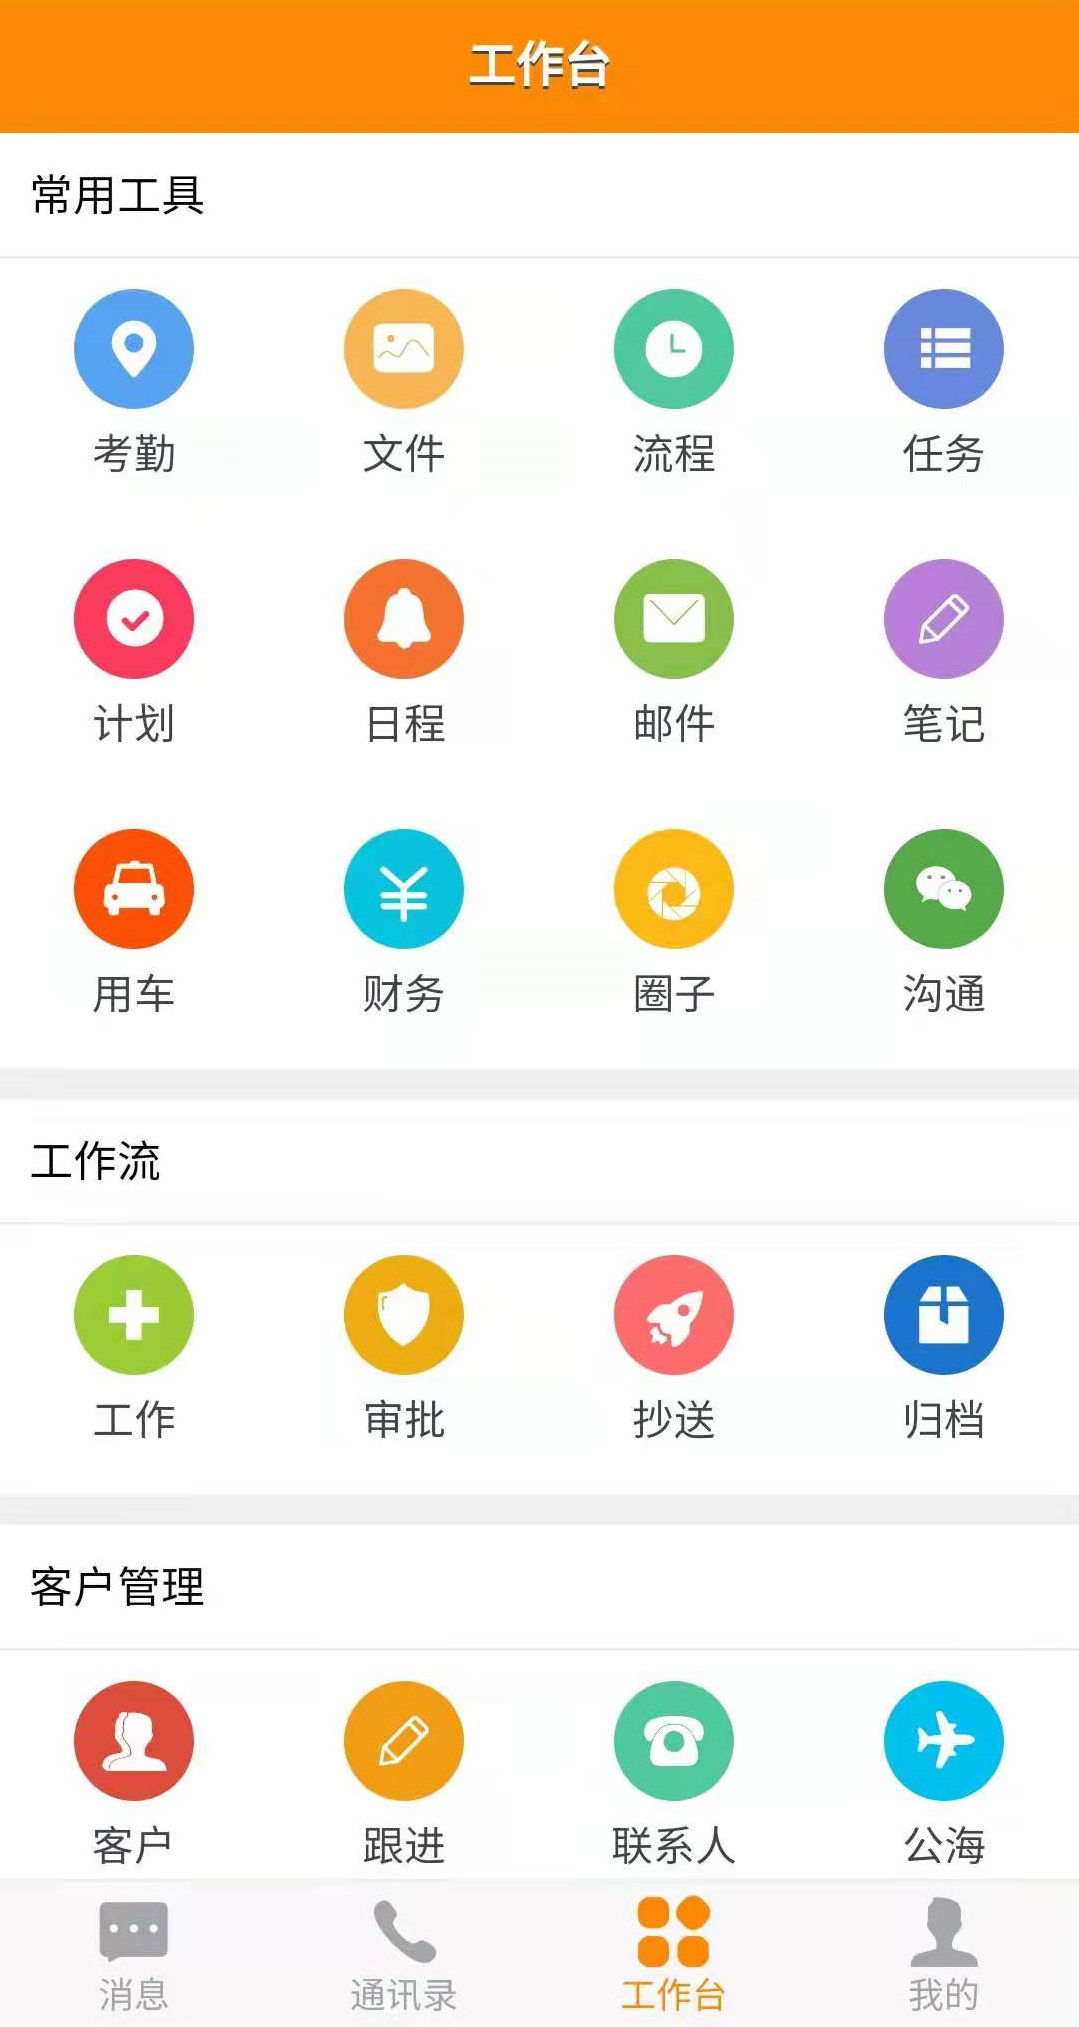 工作台
常用工具
考勤 文件 流程 任务
计划 日程 邮件 笔记
用车 财务 圈子 沟通
工作流
工作 审批 抄送 归档
客户管理
客户 跟进 联系人 公海
消息 通讯录 工作台 我的